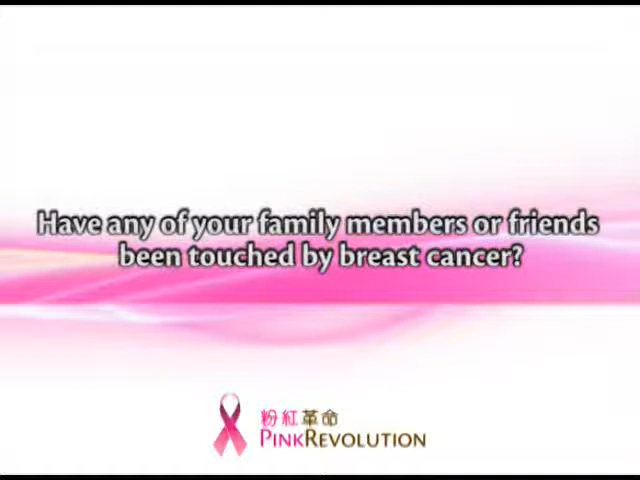 Have any of your family members or friends
been touched by breast cancer?
粉紅革命
PINKREVOLUTION